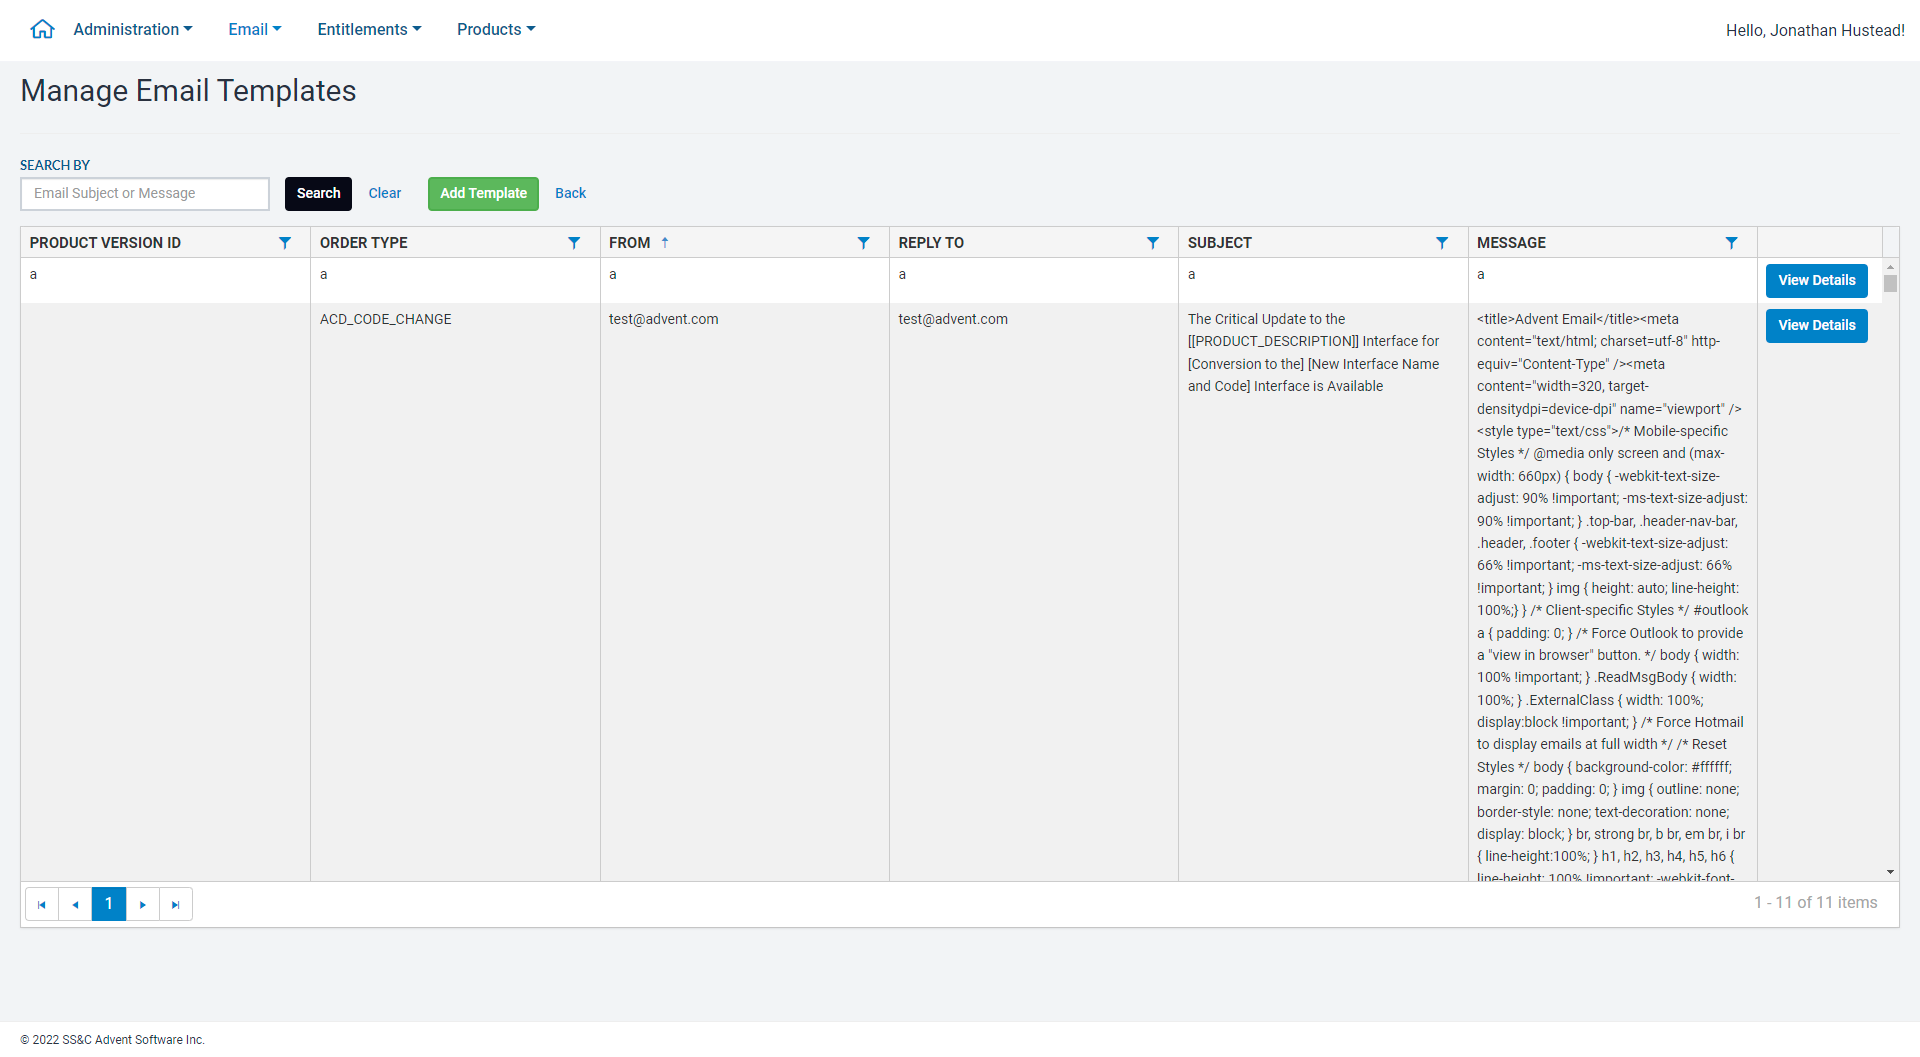 Administration Email Entitlements Products Hello, Jonathan Hustead!
Manage Email Templates
SEARCH BY
Email Subject or Message Search Clear Add Template Back
PRODUCT VERSION ID ORDER TYPE FROM REPLY TO SUBJECT MESSAGE
a a a a a a View Details
ACD_CODE_CHANGE test@advent.com test@advent.com
The Critical Update to the
[[PRODUCT_DESCRIPTION]] Interface for
[Conversion to the] [New Interface Name
and Code] Interface is Available
<title>Advent Email</title><meta
content="text/html; charset=utf-8" http-
equiv="Content-Type" /><meta
content="width=320, target-
densitydpi=device-dpi" name="viewport" />
<style type="text/css">/* Mobile-specific
Styles */ @media only screen and (max-
width: 660px) { body { -webkit-text-size-
adjust: 90% !important; -ms-text-size-adjust:
90% !important; } .top-bar, .header-nav-bar,
.header, .footer { -webkit-text-size-adjust:
66% !important; -ms-text-size-adjust: 66%
!important; } img { height: auto; line-height:
100%;} } /* Client-specific Styles */ #outlook
a { padding: 0; } /* Force Outlook to provide
a "view in browser" button. */ body { width:
100% !important; } .ReadMsgBody { width:
100%; } .ExternalClass { width: 100%;
display:block !important; } /* Force Hotmail
to display emails at full width */ /* Reset
Styles */ body { background-color: #ffffff;
margin: 0; padding: 0; } img { outline: none;
border-style: none; text-decoration: none;
display: block; } br, strong br, b br, em br, i br
{ line-height:100%; } h1, h2, h3, h4, h5, h6 {
line-height: 100% !important; -webkit-font-
View Details
1 1 - 11 of 11 items
© 2022 SS&C Advent Software Inc.